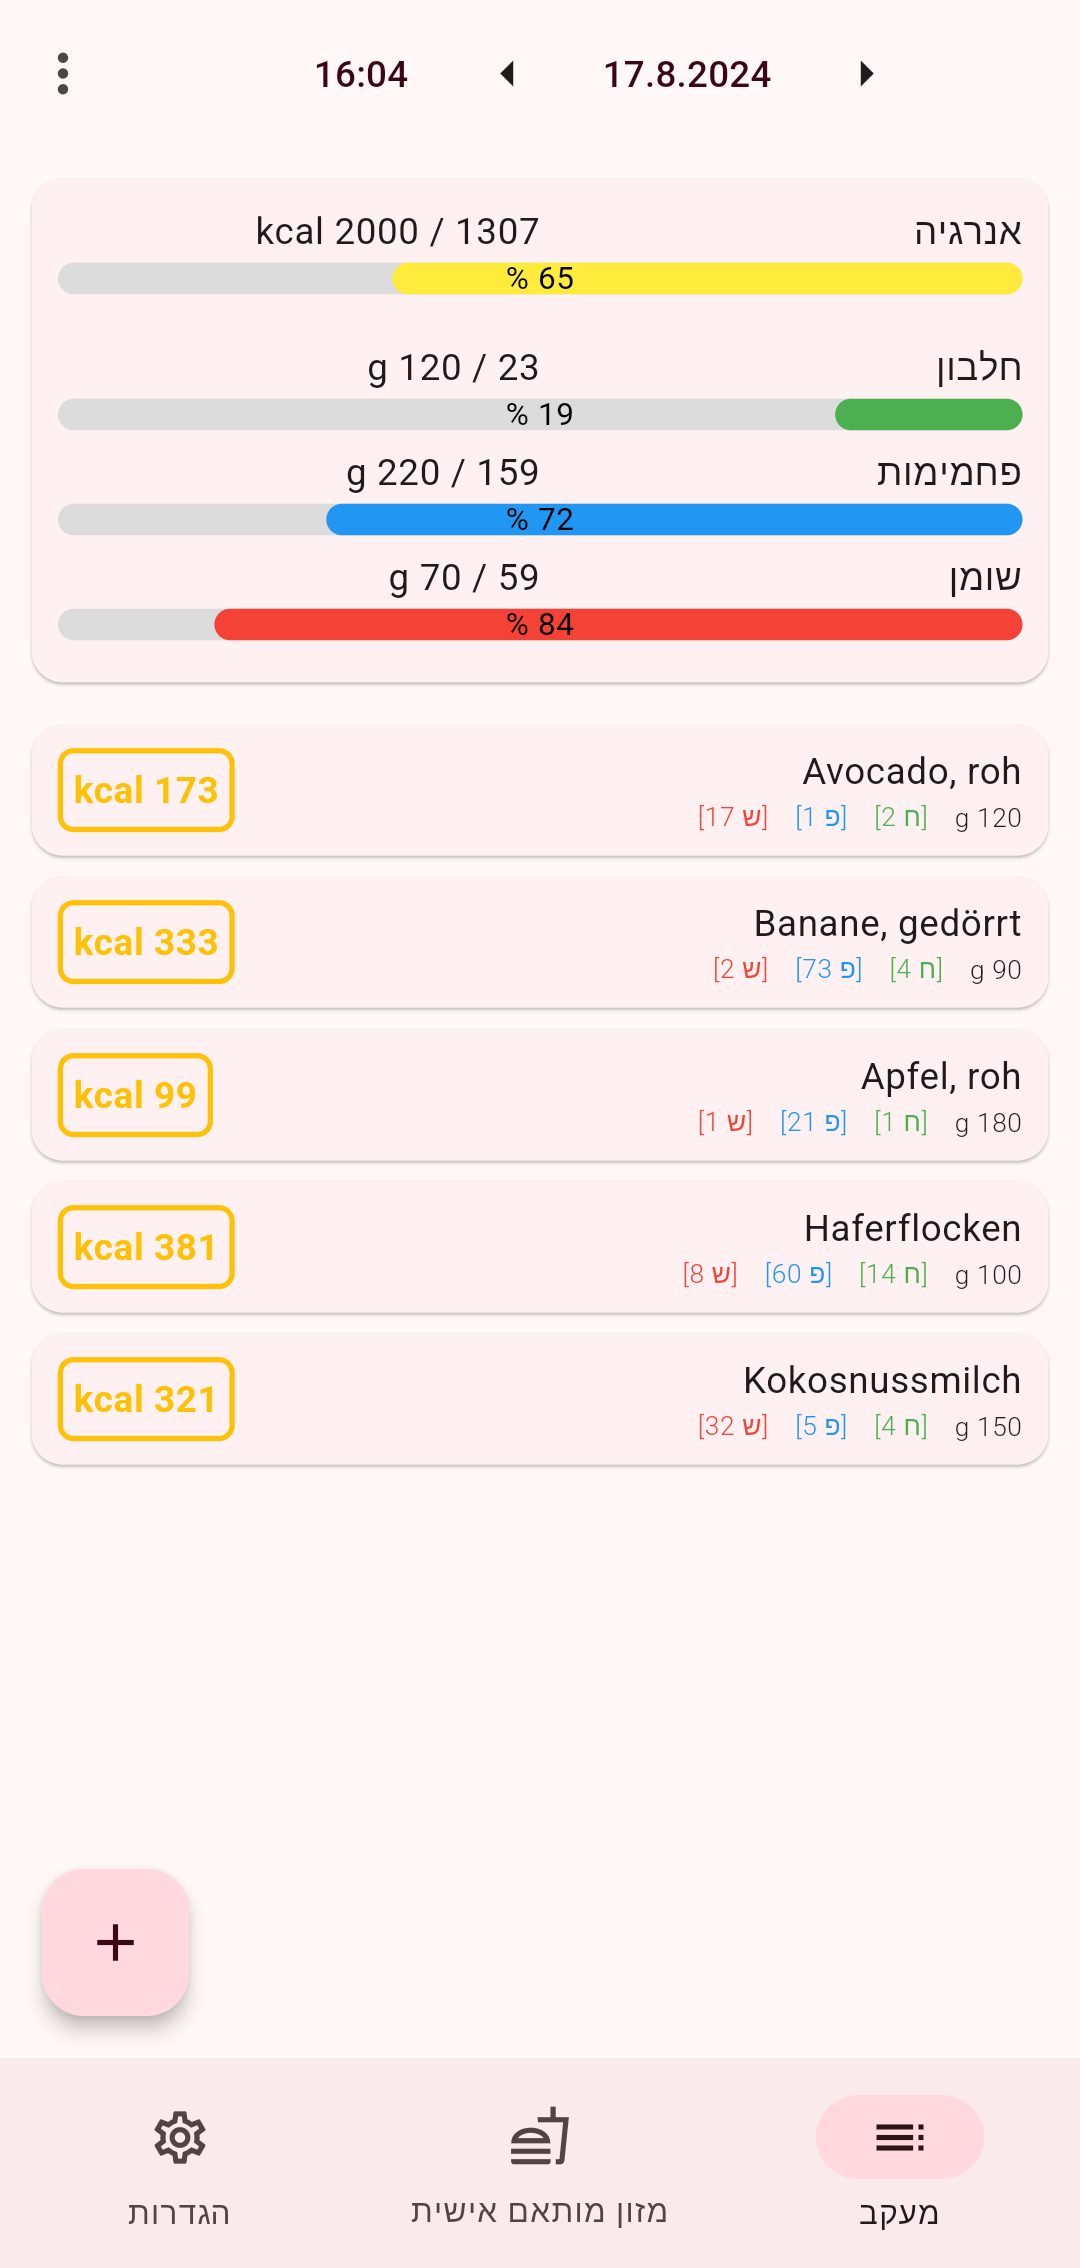 16:04 17.8.2024
אנרגיה 1307 / 2000 kcal
65 %
חלבון 23 / 120 g
19 %
פחמימות 159 / 220 g
72 %
שומן 59 / 70 g
84 %
Avocado, roh
120 g [ח 2] [פ 1] [ש 17]
173 kcal
Banane, gedörrt
90 g [ח 4] [פ 73] [ש 2]
333 kcal
Apfel, roh
180 g [ח 1] [פ 21] [ש 1]
99 kcal
Haferflocken
100 g [ח 14] [פ 60] [ש 8]
381 kcal
Kokosnussmilch
150 g [ח 4] [פ 5] [ש 32]
321 kcal
מעקב
מזון מותאם אישית
הגדרות